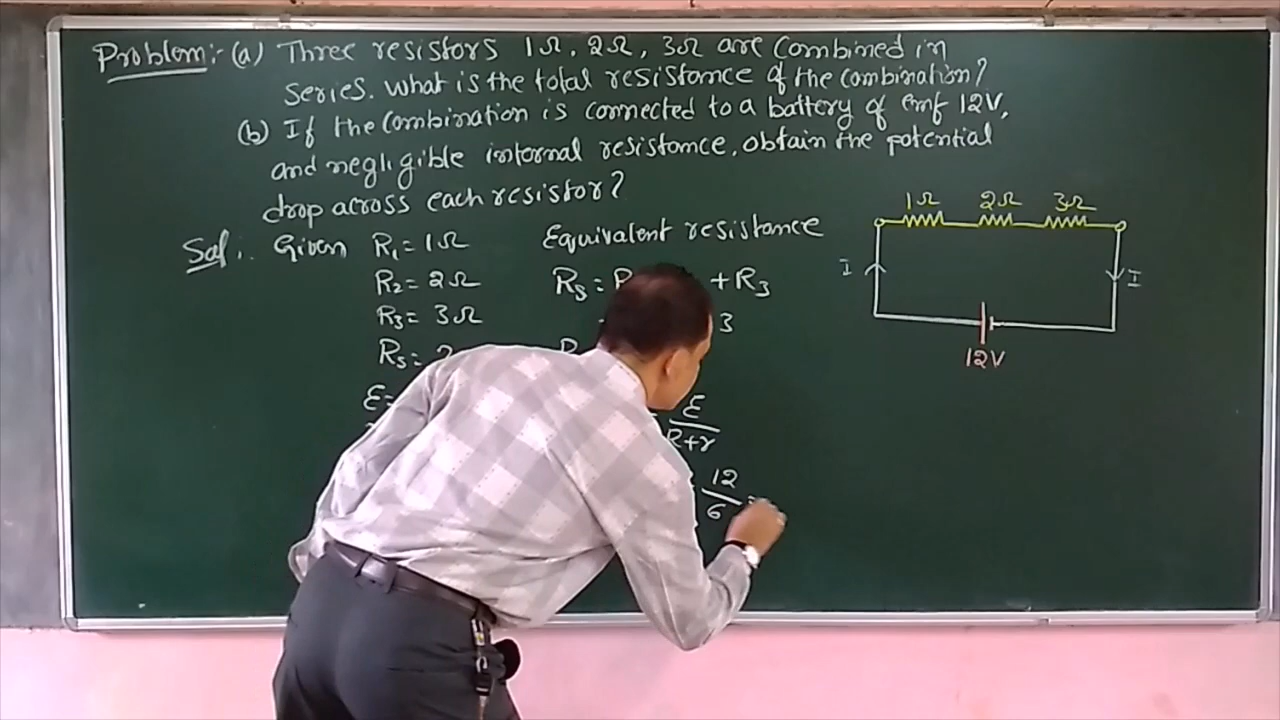 Problem:- (a) Three resistors 1Ω, 2Ω, 3Ω are combined in
series. What is the total resistance of the combination?
(b) If the combination is connected to a battery of emf 12V,
and negligible internal resistance, obtain the potential
drop across each resistor?
Sol:. Given R₁ = 1Ω
R₂ = 2Ω
R₃ = 3Ω
Rs = ?
ε =
Equivalent resistance
Rs = R + R₃
3
R
ε
R+r
12
6 =
1Ω 2Ω 3Ω
I I
12V